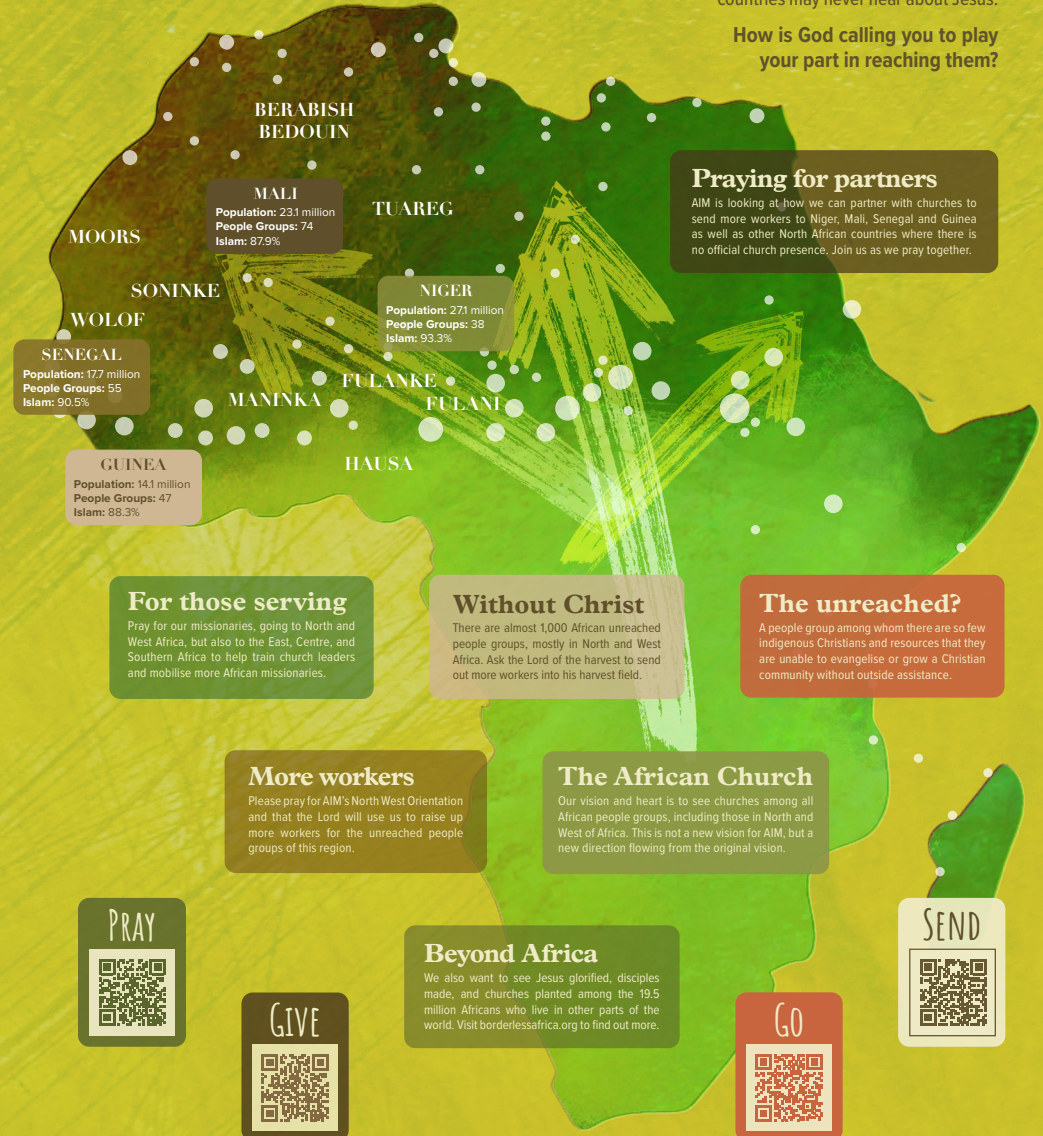 countries may never hear about Jesus.
How is God calling you to play
your part in reaching them?
BERABISH
BEDOUIN
MALI
Population: 23.1 million
People Groups: 74
Islam: 87.9%
TUAREG
Praying for partners
AIM is looking at how we can partner with churches to
send more workers to Niger, Mali, Senegal and Guinea
as well as other North African countries where there is
no official church presence. Join us as we pray together.
MOORS
SONINKE
NIGER
Population: 27.1 million
People Groups: 38
Islam: 93.3%
WOLOF
SENEGAL
Population: 17.7 million
People Groups: 55
Islam: 90.5%
FULANKE
MANINKA
FULANI
HAUSA
GUINEA
Population: 14.1 million
People Groups: 47
Islam: 88.3%
For those serving
Pray for our missionaries, going to North and
West Africa, but also to the East, Centre, and
Southern Africa to help train church leaders
and mobilise more African missionaries.
Without Christ
There are almost 1,000 African unreached
people groups, mostly in North and West
Africa. Ask the Lord of the harvest to send
out more workers into his harvest field.
The unreached?
A people group among whom there are so few
indigenous Christians and resources that they
are unable to evangelise or grow a Christian
community without outside assistance.
More workers
Please pray for AIM's North West Orientation
and that the Lord will use us to raise up
more workers for the unreached people
groups of this region.
The African Church
Our vision and heart is to see churches among all
African people groups, including those in North and
West of Africa. This is not a new vision for AIM, but a
new direction flowing from the original vision.
PRAY
SEND
Beyond Africa
We also want to see Jesus glorified, disciples
made, and churches planted among the 19.5
million Africans who live in other parts of the
world. Visit borderlessafrica.org to find out more.
GIVE
GO